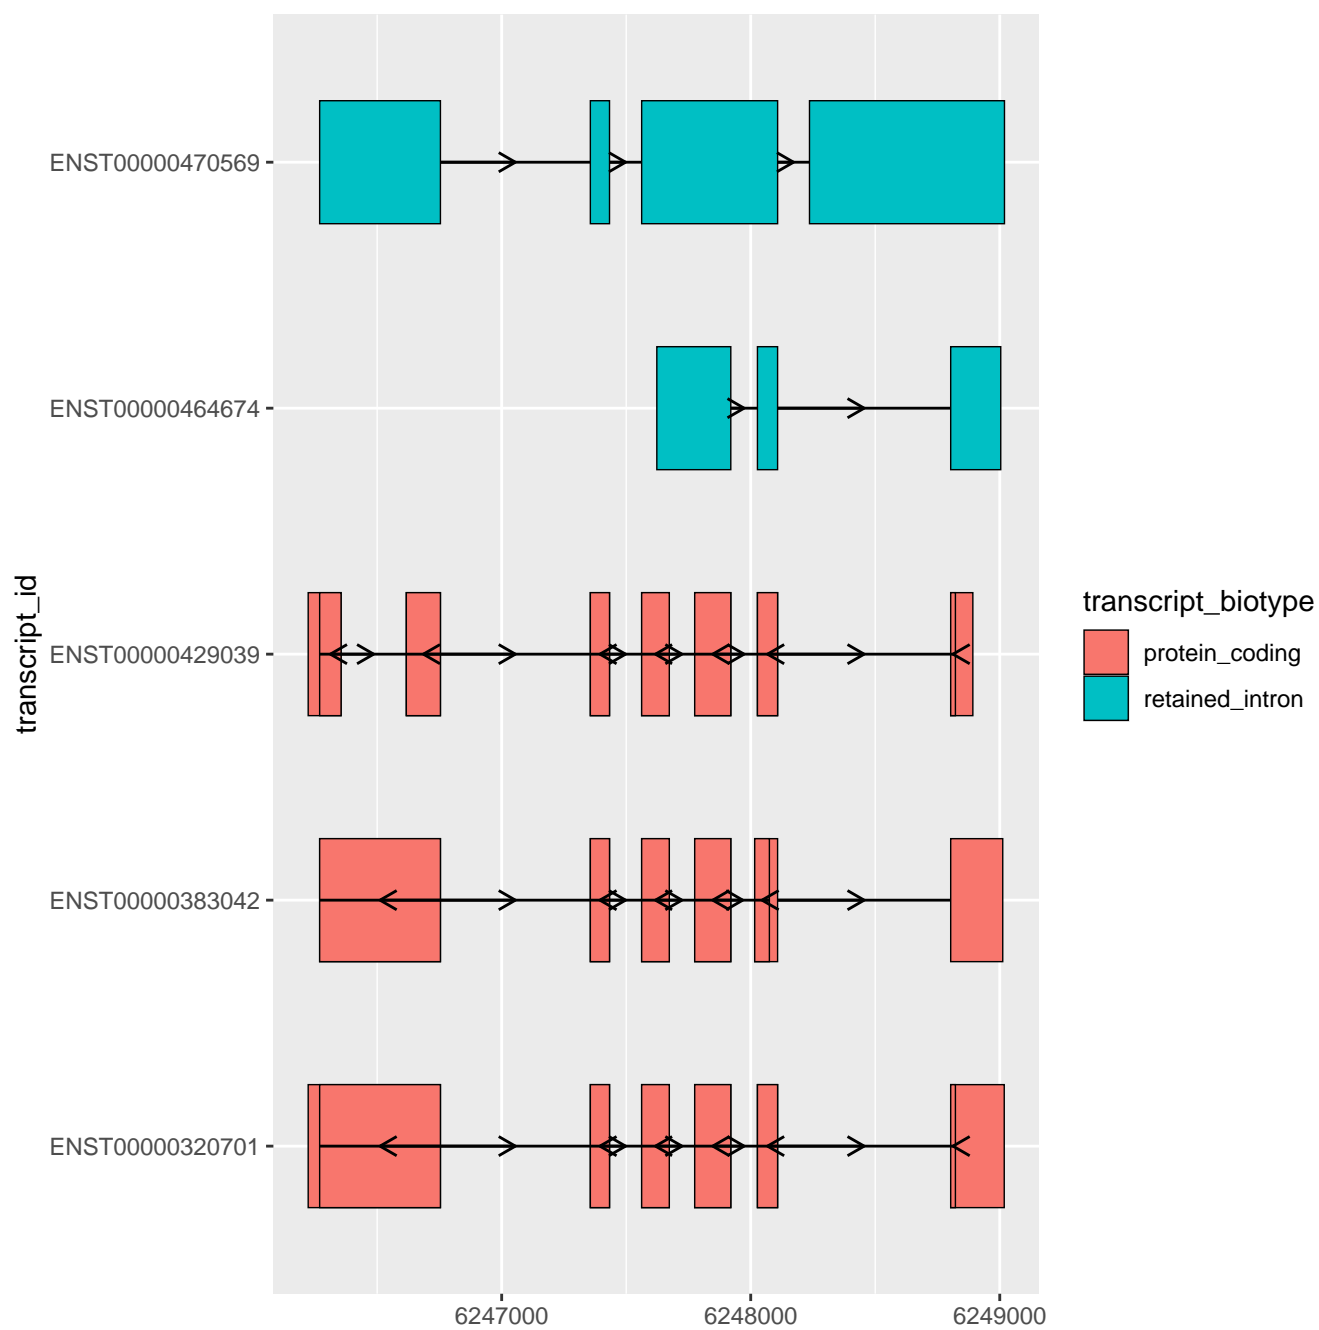 transcript_id
ENST00000470569
ENST00000464674
ENST00000429039
ENST00000383042
ENST00000320701
6247000
6248000
6249000
transcript_biotype
protein_coding
retained_intron